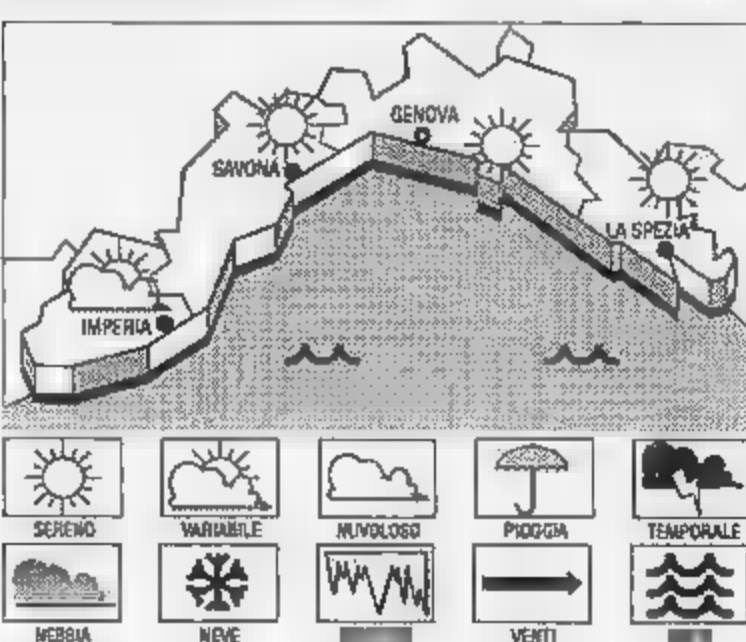 GENOVA
SAVONA
LA SPEZIA
IMPERIA
SERENO
VARIABILE
NUVOLOSO
PIOGGIA
TEMPORALE
NEBBIA
NEVE
VENTI